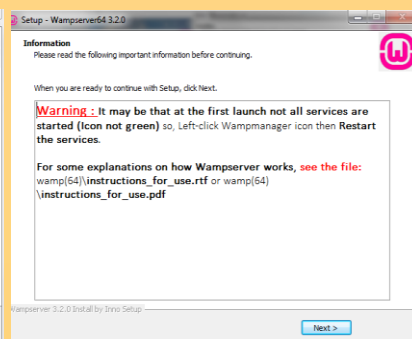 Setup - Wampserver64 3.2.0
Information
Please read the following important information before continuing.
When you are ready to continue with Setup, click Next.
Warning : It may be that at the first launch not all services are
started (Icon not green) so, Left-click Wampmanager icon then Restart
the services.
For some explanations on how Wampserver works, see the file:
wamp(64)\instructions_for_use.rtf or wamp(64)
\instructions_for_use.pdf
Wampserver 3.2.0 Install by Inno Setup
Next >